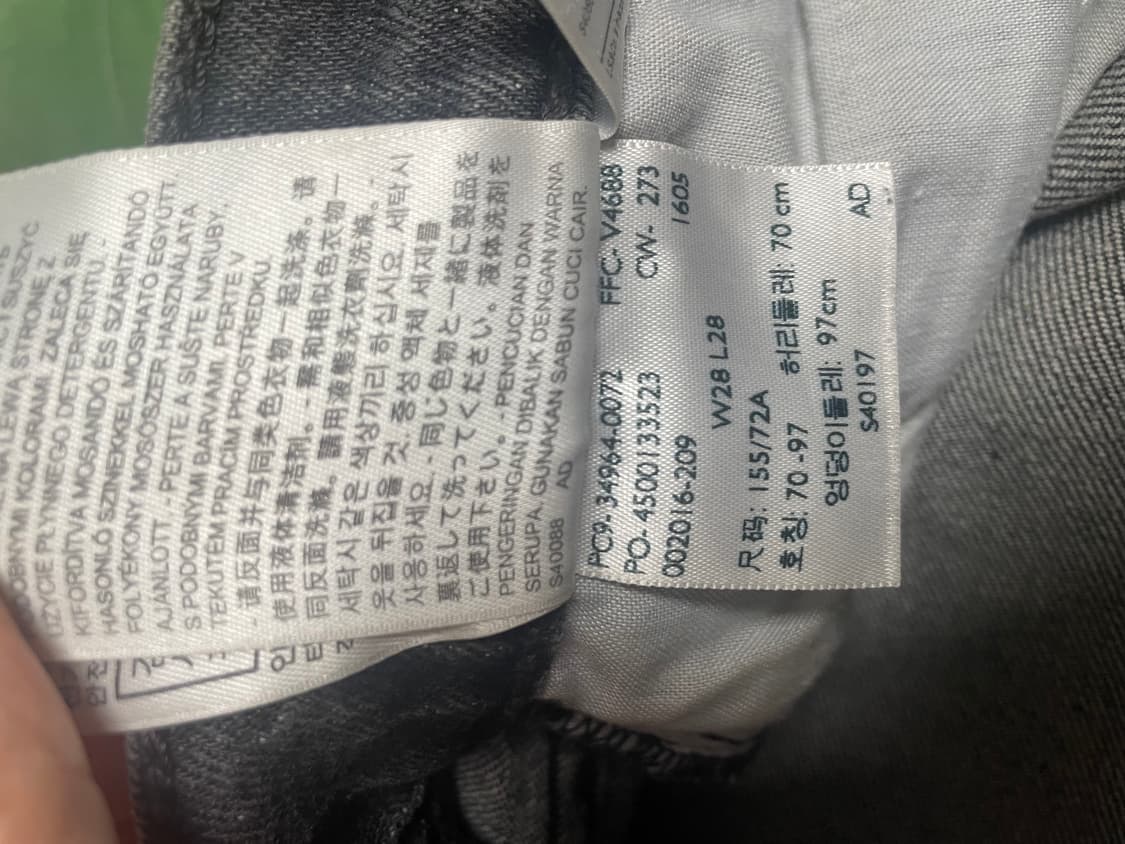 UŻYCIE PŁYNNEGO DETERGENTU.
KIFORDÍTVA MOSANDÓ ÉS SZÁRÍTANDÓ
HASONLÓ SZÍNEKKEL MOSHATÓ EGYÜTT
FOLYÉKONY MOSÓSZER HASZNÁLATA
AJÁNLOTT. - PERTE A SUŠTE NARUBY,
S PODOBNÝMI BARVAMI. PERTE V
TEKUTÉM PRACÍM PROSTŘEDKU
- 请反面并与同类色衣物一起洗涤。请
使用液体清洁剂。- 需和相似色衣物一
同反面洗滌。請用液態洗衣劑洗滌。-
세탁시 같은 색상끼리 하십시오. 세탁시
옷을 뒤집을 것. 중성 액체 세제를
사용하세요. - 同じ色物と一緒に製品を
裏返して洗ってください。液体洗剤を
ご使用下さい。- PENCUCIAN DAN
PENGERINGAN DIBALIK DENGAN WARNA
SERUPA, GUNAKAN SABUN CUCI CAIR.
S40088 AD
PC9-34964-0072 FFC- V4688
PO- 4500133523 CW- 273
002016-209 1605
W28 L28
尺码: 155/72A
호칭: 70 -97 허리둘레: 70 cm
엉덩이둘레: 97cm
S40197 AD